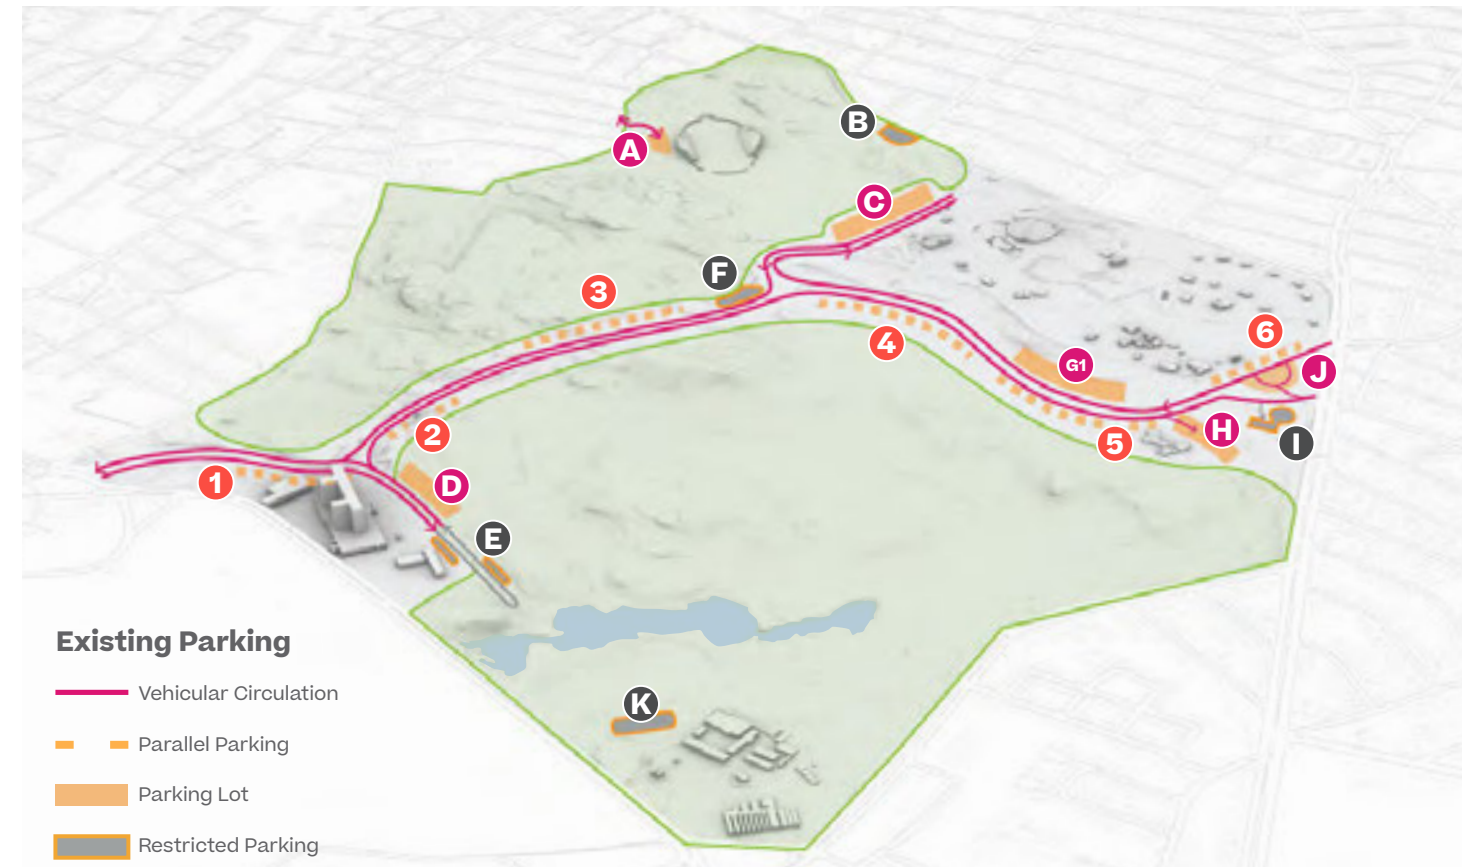 B
A
C
F
3
6
4
G1
J
2
H
5
I
1
D
E
Existing Parking
Vehicular Circulation
K
Parallel Parking
Parking Lot
Restricted Parking